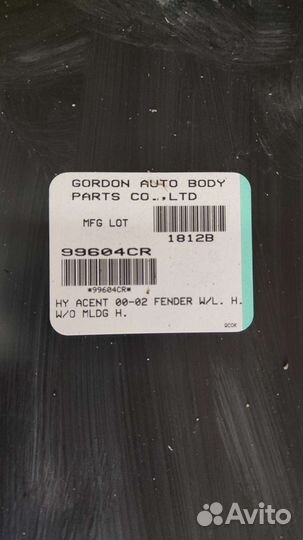 GORDON AUTO BODY
PARTS CO.,LTD
MFG LOT
1812B
99604CR
*99604CR*
HY ACENT 00-02 FENDER W/L. H.
W/O MLDG H.
QCOK
Avito